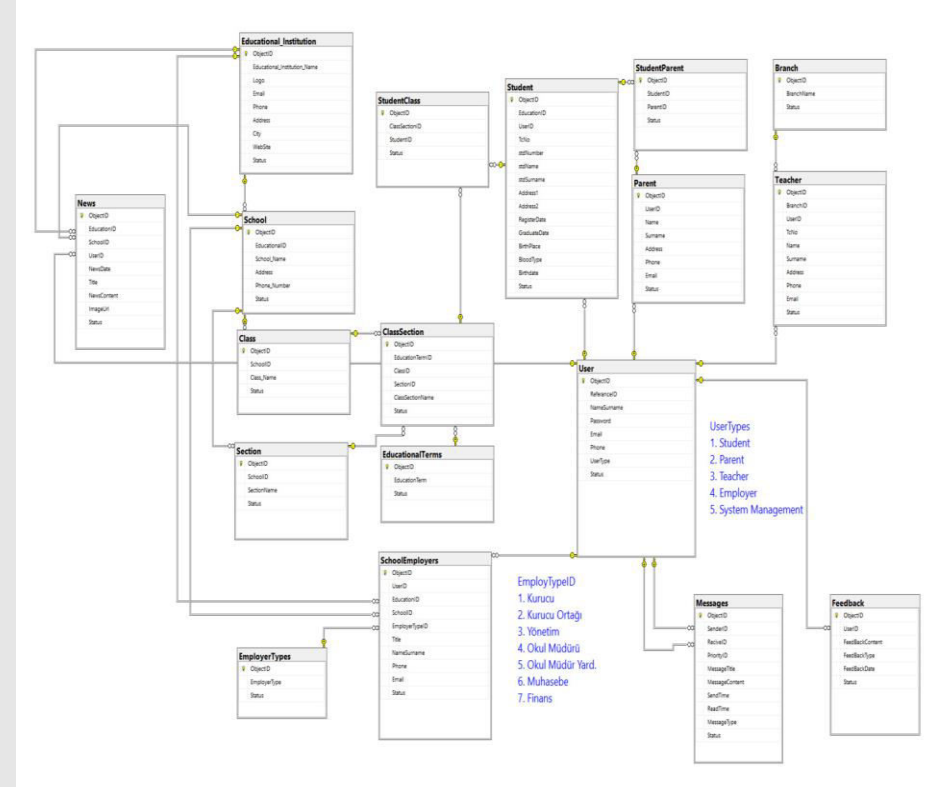 Educational_Institution
ObjectID
Educational_Institution_Name
Logo
Email
Phone
Address
City
WebSite
Status
StudentClass
ObjectID
ClassSectionID
StudentID
Status
Student
ObjectID
EducationID
UserID
TcNo
stdNumber
stdName
stdSurname
Address1
Address2
RegisterDate
GraduateDate
BirthPlace
BloodType
Birthdate
Status
StudentParent
ObjectID
StudentID
ParentID
Status
Branch
ObjectID
BranchName
Status
News
ObjectID
EducationID
SchoolID
UserID
NewsDate
Title
NewsContent
ImageUrl
Status
School
ObjectID
EducationalID
School_Name
Address
Phone_Number
Status
Parent
ObjectID
UserID
Name
Surname
Address
Phone
Email
Status
Teacher
ObjectID
BranchID
UserID
TcNo
Name
Surname
Address
Phone
Email
Status
Class
ObjectID
SchoolID
Class_Name
Status
ClassSection
ObjectID
EducationTermID
ClassID
SectionID
ClassSectionName
Status
User
ObjectID
ReferanceID
NameSurname
Password
Email
Phone
UserType
Status
UserTypes
1. Student
2. Parent
3. Teacher
4. Employer
5. System Management
Section
ObjectID
SchoolID
SectionName
Status
EducationalTerms
ObjectID
EducationTerm
Status
SchoolEmployers
ObjectID
UserID
EducationID
SchoolID
EmployerTypeID
Title
NameSurname
Phone
Email
Status
EmployTypeID
1. Kurucu
2. Kurucu Ortağı
3. Yönetim
4. Okul Müdürü
5. Okul Müdür Yard.
6. Muhasebe
7. Finans
EmployerTypes
ObjectID
EmployerType
Status
Messages
ObjectID
SenderID
ReciveID
PriorityID
MessageTitle
MessageContent
SendTime
ReadTime
MessageType
Status
Feedback
ObjectID
UserID
FeedBackContent
FeedBackType
FeedBackDate
Status